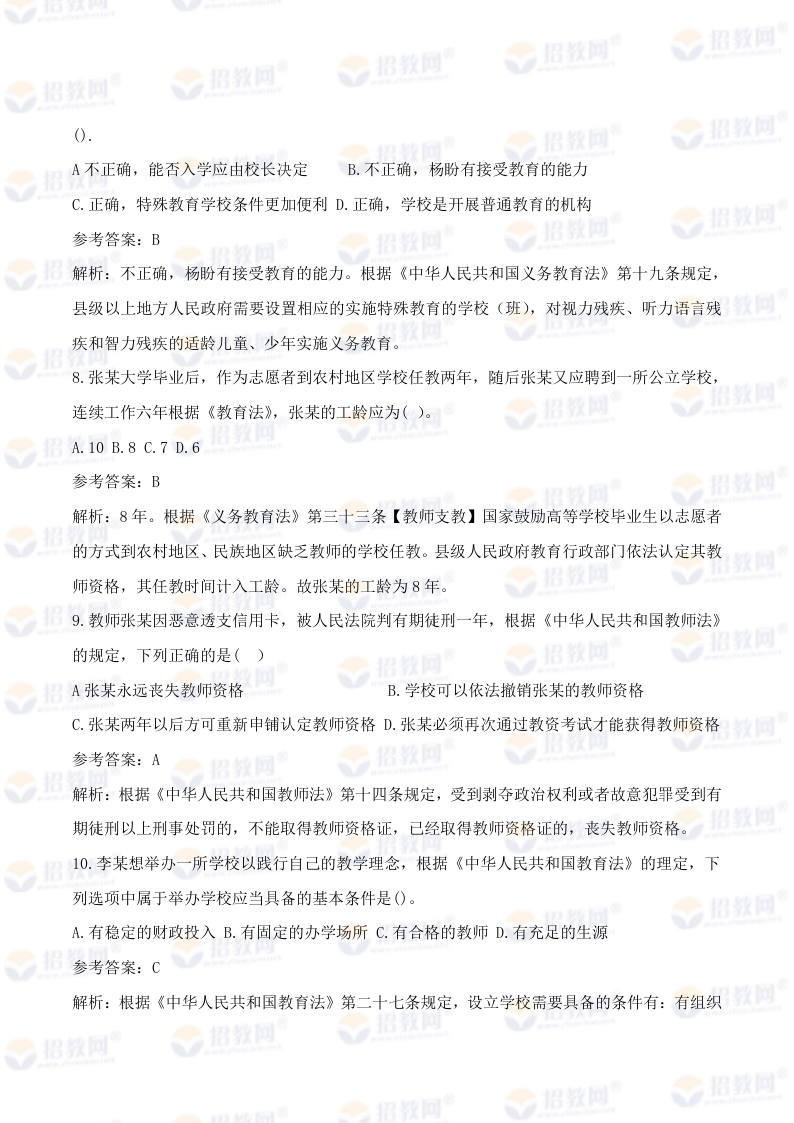 ().
A 不正确，能否入学应由校长决定 B.不正确，杨盼有接受教育的能力
C.正确，特殊教育学校条件更加便利 D.正确，学校是开展普通教育的机构
参考答案：B
解析：不正确，杨盼有接受教育的能力。根据《中华人民共和国义务教育法》第十九条规定，
县级以上地方人民政府需要设置相应的实施特殊教育的学校（班），对视力残疾、听力语言残
疾和智力残疾的适龄儿童、少年实施义务教育。
8.张某大学毕业后，作为志愿者到农村地区学校任教两年，随后张某又应聘到一所公立学校，
连续工作六年根据《教育法》，张某的工龄应为( )。
A.10 B.8 C.7 D.6
参考答案：B
解析：8 年。根据《义务教育法》第三十三条【教师支教】国家鼓励高等学校毕业生以志愿者
的方式到农村地区、民族地区缺乏教师的学校任教。县级人民政府教育行政部门依法认定其教
师资格，其任教时间计入工龄。故张某的工龄为 8 年。
9.教师张某因恶意透支信用卡，被人民法院判有期徒刑一年，根据《中华人民共和国教师法》
的规定，下列正确的是( )
A 张某永远丧失教师资格 B.学校可以依法撤销张某的教师资格
C.张某两年以后方可重新申铺认定教师资格 D.张某必须再次通过教资考试才能获得教师资格
参考答案：A
解析：根据《中华人民共和国教师法》第十四条规定，受到剥夺政治权利或者故意犯罪受到有
期徒刑以上刑事处罚的，不能取得教师资格证，已经取得教师资格证的，丧失教师资格。
10.李某想举办一所学校以践行自己的教学理念，根据《中华人民共和国教育法》的理定，下
列选项中属于举办学校应当具备的基本条件是()。
A.有稳定的财政投入 B.有固定的办学场所 C.有合格的教师 D.有充足的生源
参考答案：C
解析：根据《中华人民共和国教育法》第二十七条规定，设立学校需要具备的条件有：有组织